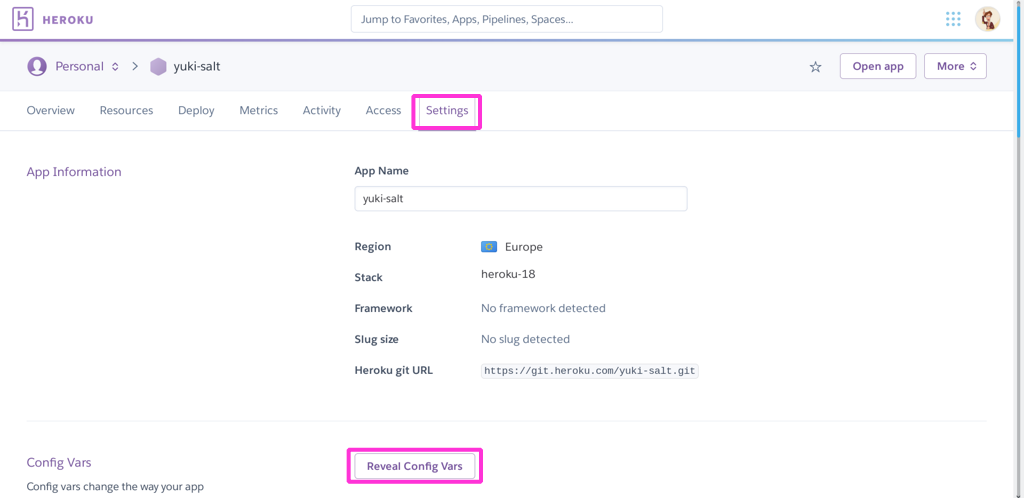 HEROKU
Jump to Favorites, Apps, Pipelines, Spaces...
Personal
yuki-salt
Open app
More
Overview
Resources
Deploy
Metrics
Activity
Access
Settings
App Information
App Name
yuki-salt
Region
Europe
Stack
heroku-18
Framework
No framework detected
Slug size
No slug detected
Heroku git URL
https://git.heroku.com/yuki-salt.git
Config Vars
Reveal Config Vars
Config vars change the way your app